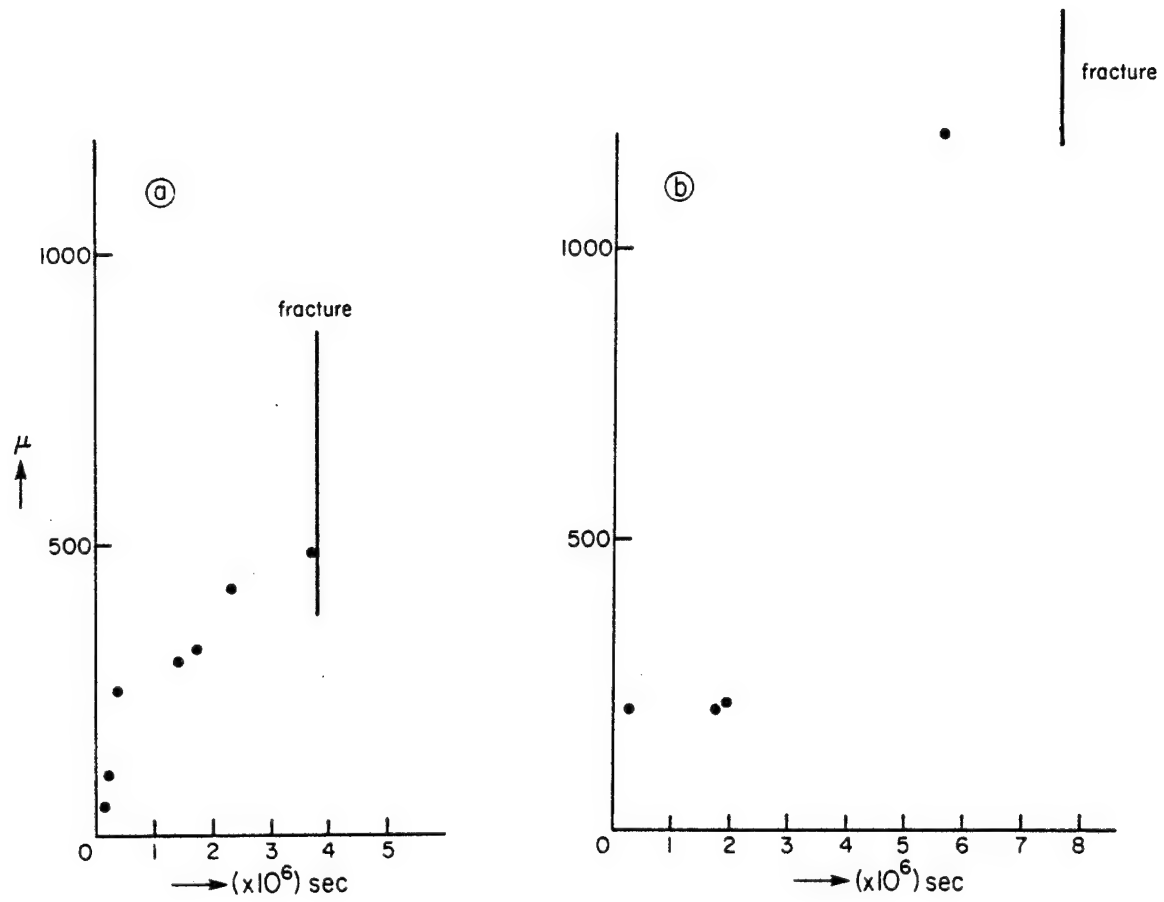 fracture
ⓐ
ⓑ
1000
1000
fracture
μ
500
500
0 1 2 3 4 5
0 1 2 3 4 5 6 7 8
(x10⁶) sec
(x10⁶) sec